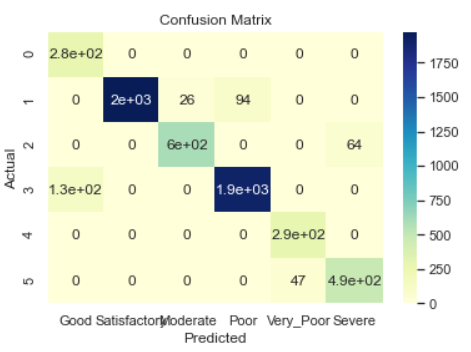 Confusion Matrix
0 2.8e+02 0 0 0 0 0
1 0 2e+03 26 94 0 0
2 0 0 6e+02 0 0 64
3 1.3e+02 0 0 1.9e+03 0 0
4 0 0 0 0 2.9e+02 0
5 0 0 0 0 47 4.9e+02
Good Satisfactory Moderate Poor Very_Poor Severe
Predicted
Actual
1750
1500
1250
1000
750
500
250
0